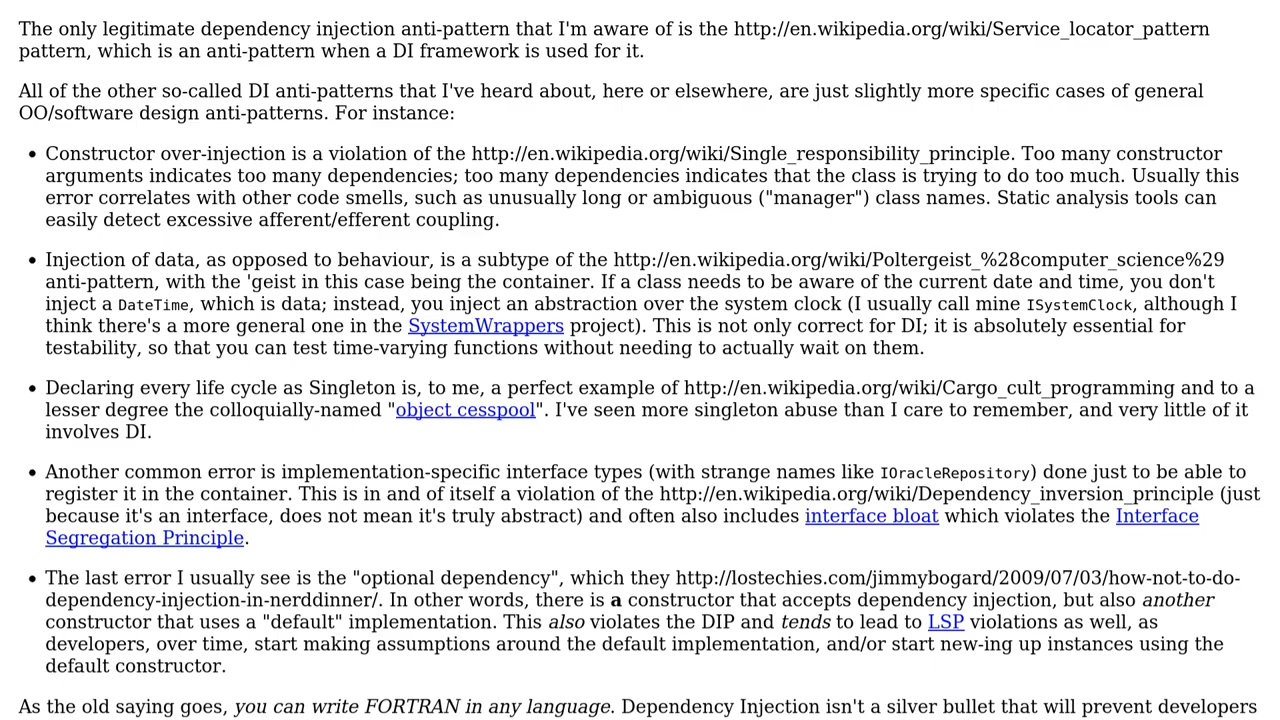 The only legitimate dependency injection anti-pattern that I'm aware of is the http://en.wikipedia.org/wiki/Service_locator_pattern
pattern, which is an anti-pattern when a DI framework is used for it.
All of the other so-called DI anti-patterns that I've heard about, here or elsewhere, are just slightly more specific cases of general
OO/software design anti-patterns. For instance:
• Constructor over-injection is a violation of the http://en.wikipedia.org/wiki/Single_responsibility_principle. Too many constructor
arguments indicates too many dependencies; too many dependencies indicates that the class is trying to do too much. Usually this
error correlates with other code smells, such as unusually long or ambiguous ("manager") class names. Static analysis tools can
easily detect excessive afferent/efferent coupling.
• Injection of data, as opposed to behaviour, is a subtype of the http://en.wikipedia.org/wiki/Poltergeist_%28computer_science%29
anti-pattern, with the 'geist in this case being the container. If a class needs to be aware of the current date and time, you don't
inject a DateTime, which is data; instead, you inject an abstraction over the system clock (I usually call mine ISystemClock, although I
think there's a more general one in the SystemWrappers project). This is not only correct for DI; it is absolutely essential for
testability, so that you can test time-varying functions without needing to actually wait on them.
• Declaring every life cycle as Singleton is, to me, a perfect example of http://en.wikipedia.org/wiki/Cargo_cult_programming and to a
lesser degree the colloquially-named "object cesspool". I've seen more singleton abuse than I care to remember, and very little of it
involves DI.
• Another common error is implementation-specific interface types (with strange names like IOracleRepository) done just to be able to
register it in the container. This is in and of itself a violation of the http://en.wikipedia.org/wiki/Dependency_inversion_principle (just
because it's an interface, does not mean it's truly abstract) and often also includes interface bloat which violates the Interface
Segregation Principle.
• The last error I usually see is the "optional dependency", which they http://lostechies.com/jimmybogard/2009/07/03/how-not-to-do-
dependency-injection-in-nerddinner/. In other words, there is a constructor that accepts dependency injection, but also another
constructor that uses a "default" implementation. This also violates the DIP and tends to lead to LSP violations as well, as
developers, over time, start making assumptions around the default implementation, and/or start new-ing up instances using the
default constructor.
As the old saying goes, you can write FORTRAN in any language. Dependency Injection isn't a silver bullet that will prevent developers